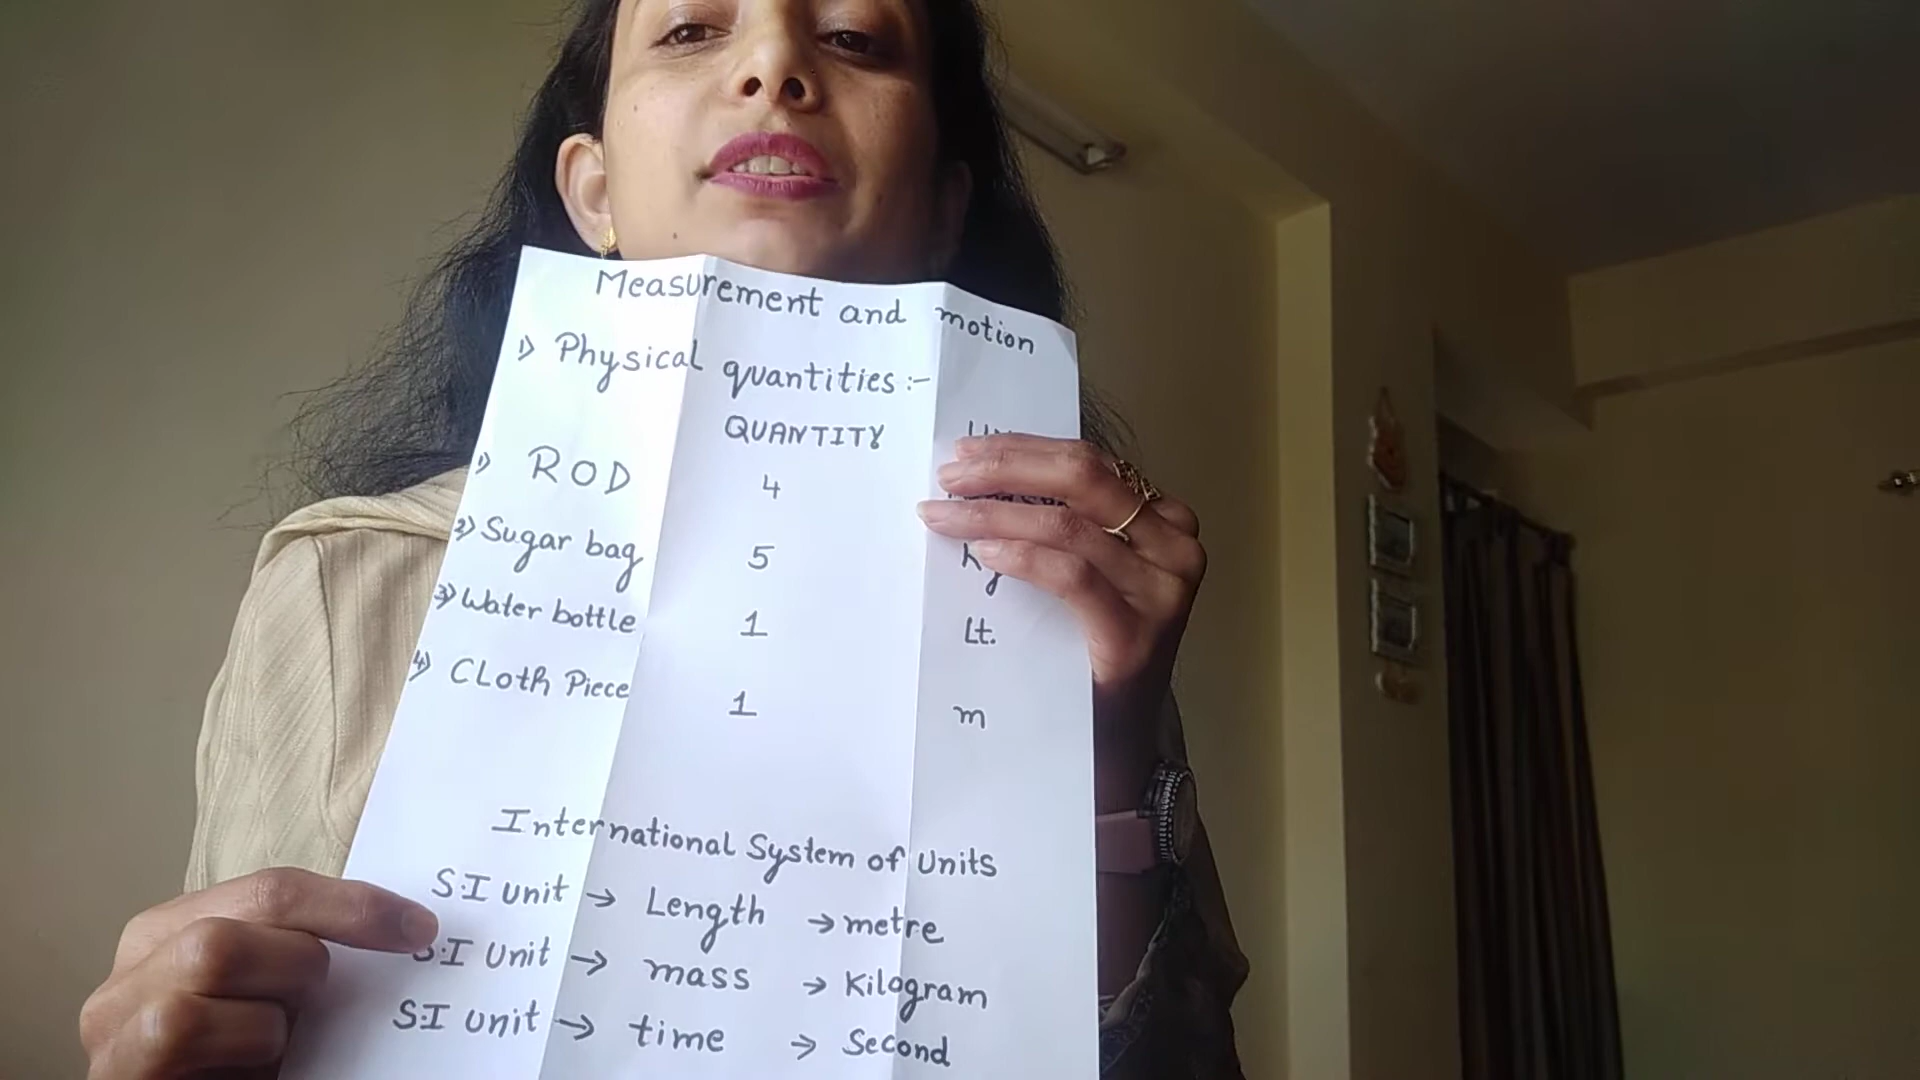 Measurement and motion
1) Physical quantities :-
QUANTITY
1) ROD 4
2) Sugar bag 5
3) Water bottle 1 Lt.
4) CLoth Piece 1 m
International System of Units
S.I unit → Length → metre
S.I Unit → mass → Kilogram
S.I unit → time → Second